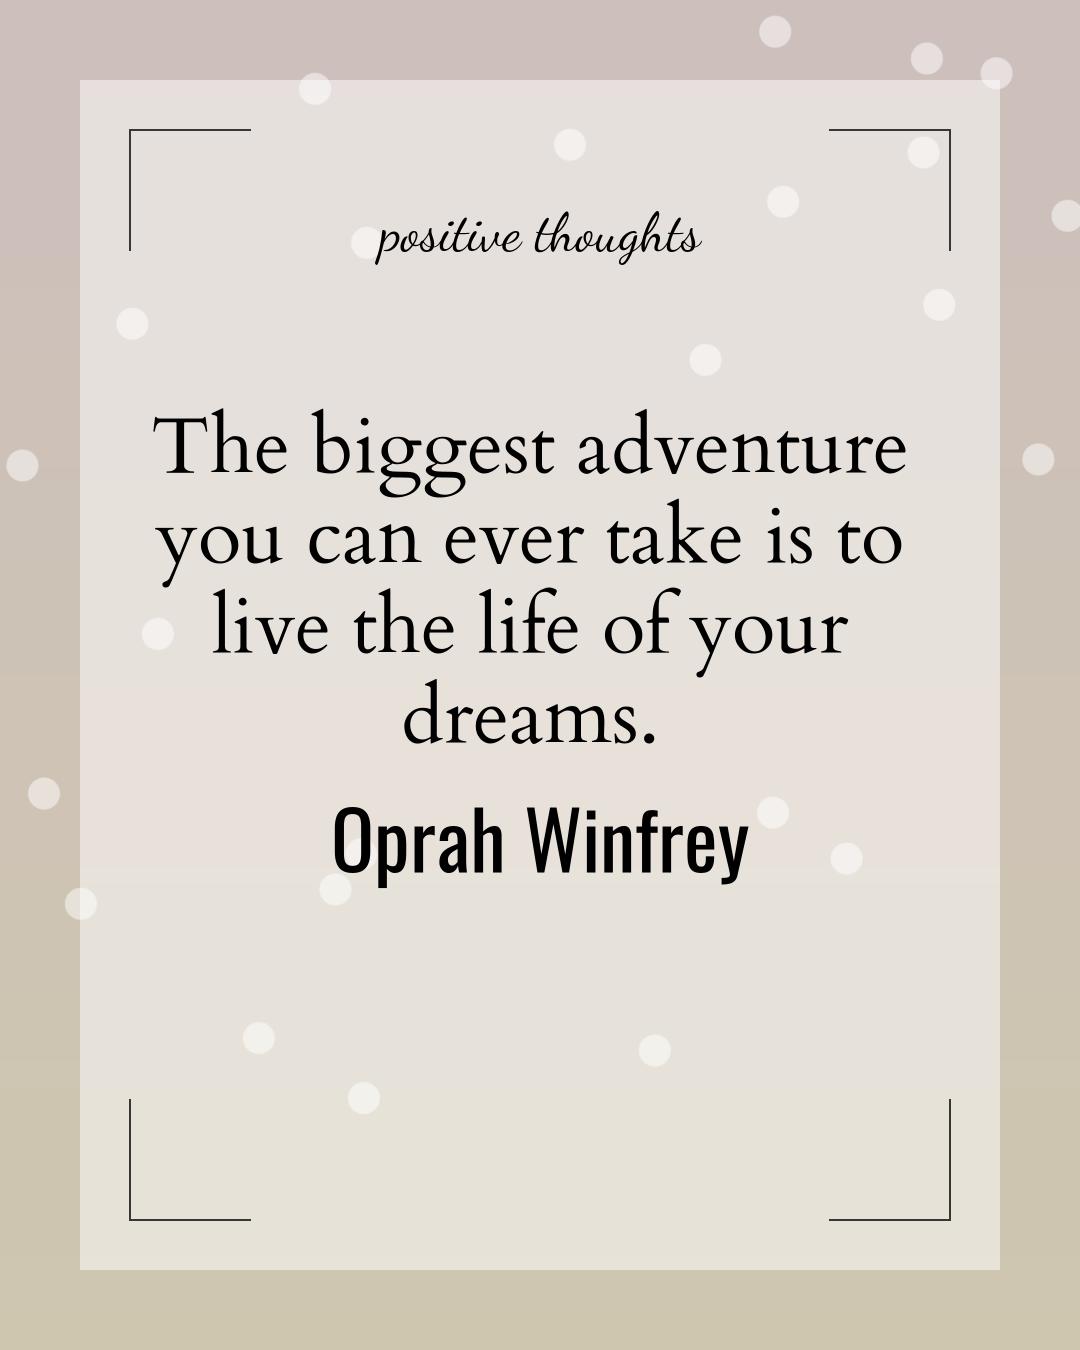 positive thoughts
The biggest adventure
you can ever take is to
live the life of your
dreams.
Oprah Winfrey